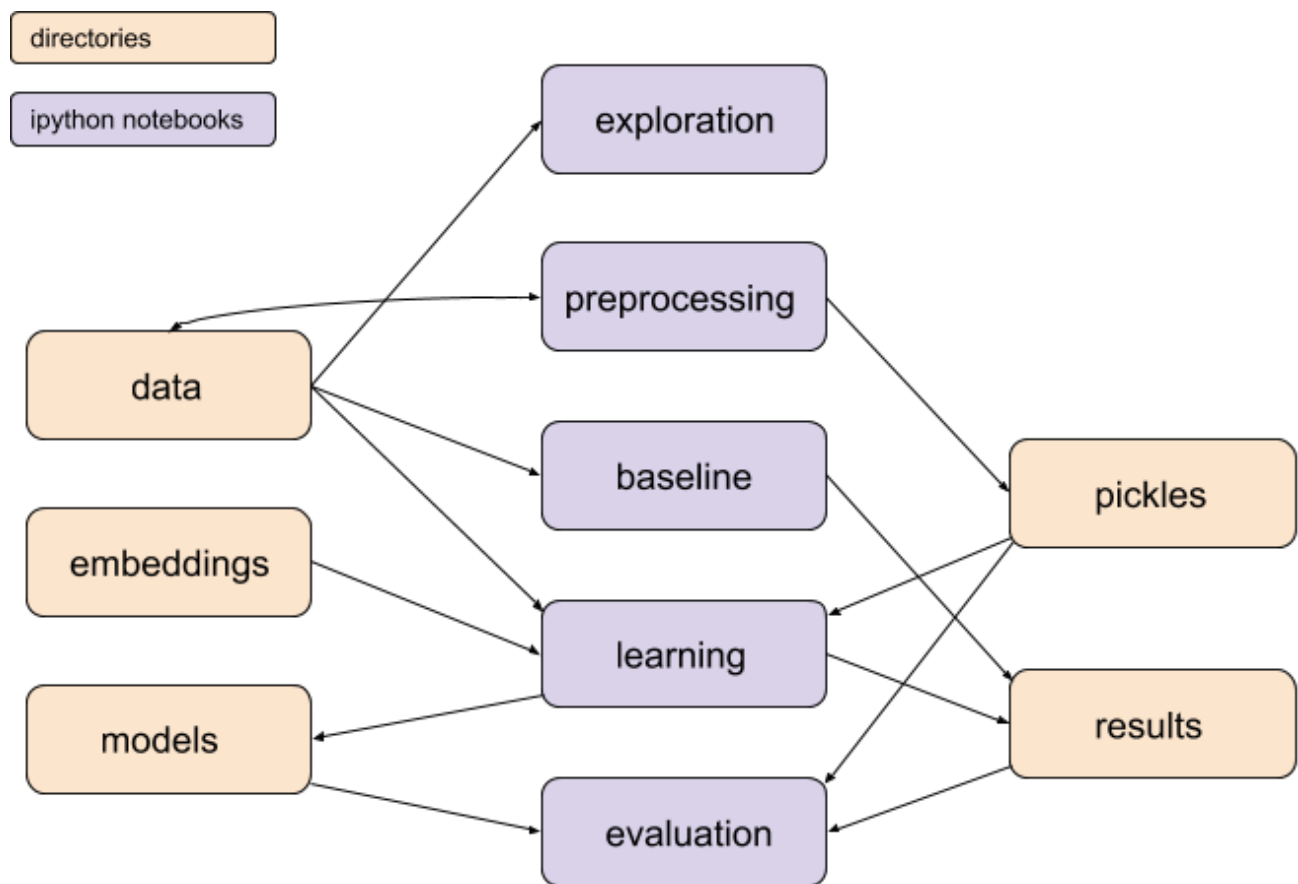 directories
ipython notebooks
exploration
preprocessing
data
baseline
pickles
embeddings
learning
models
results
evaluation